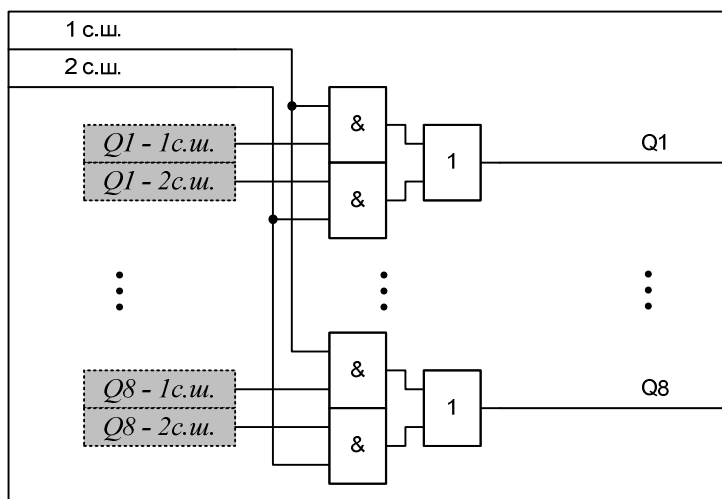 1 с.ш.
2 с.ш.
&
Q1 - 1с.ш.
1
Q1
Q1 - 2с.ш.
&
&
Q8 - 1с.ш.
1
Q8
Q8 - 2с.ш.
&